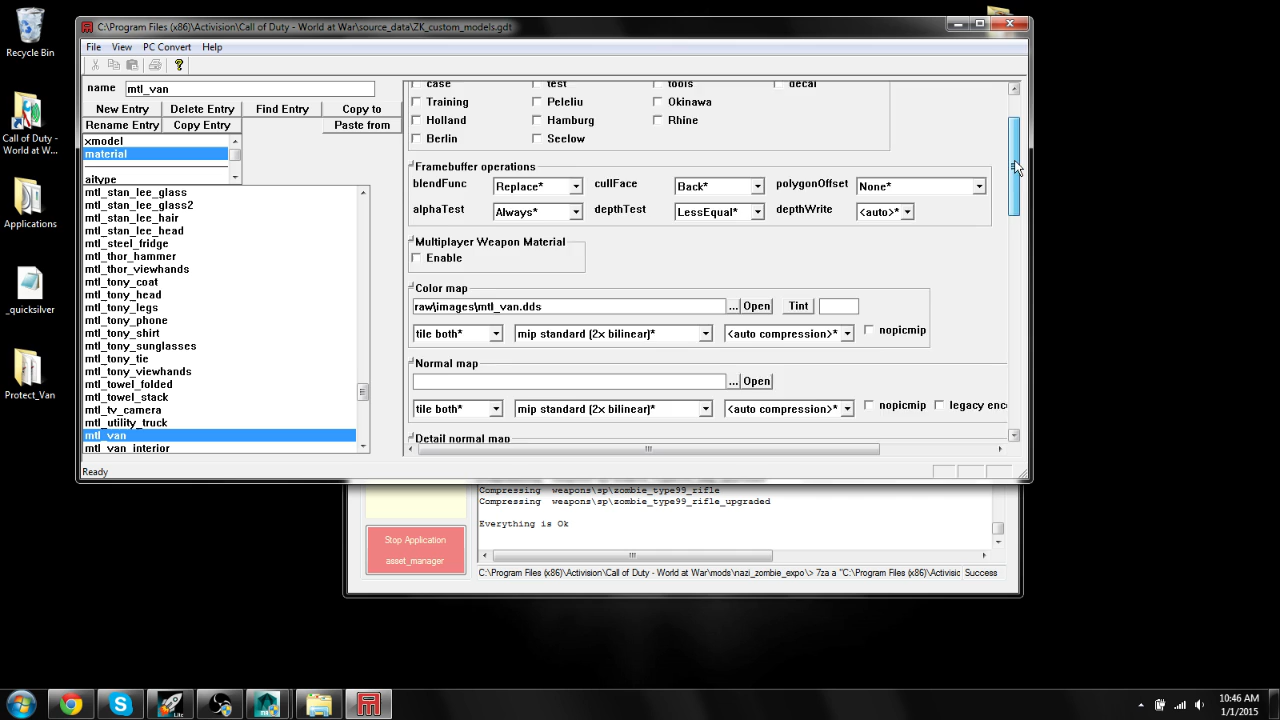 C:\Program Files (x86)\Activision\Call of Duty - World at War\source_data\ZK_custom_models.gdt
File View PC Convert Help
name mtl_van
New Entry Delete Entry Find Entry Copy to
Rename Entry Copy Entry Paste from
xmodel
material
aitype
mtl_stan_lee_glass
mtl_stan_lee_glass2
mtl_stan_lee_hair
mtl_stan_lee_head
mtl_steel_fridge
mtl_thor_hammer
mtl_thor_viewhands
mtl_tony_coat
mtl_tony_head
mtl_tony_legs
mtl_tony_phone
mtl_tony_shirt
mtl_tony_sunglasses
mtl_tony_tie
mtl_tony_viewhands
mtl_towel_folded
mtl_towel_stack
mtl_tv_camera
mtl_utility_truck
mtl_van
mtl_van_interior
Ready
case test tools decal
Training Peleliu Okinawa
Holland Hamburg Rhine
Berlin Seelow
Framebuffer operations
blendFunc Replace* cullFace Back* polygonOffset None*
alphaTest Always* depthTest LessEqual* depthWrite <auto>*
Multiplayer Weapon Material
Enable
Color map
raw\images\mtl_van.dds ... Open Tint
tile both* mip standard (2x bilinear)* <auto compression>* nopicmip
Normal map
... Open
tile both* mip standard (2x bilinear)* <auto compression>* nopicmip legacy enc
Detail normal map
Compressing weapons\sp\zombie_type99_rifle
Compressing weapons\sp\zombie_type99_rifle_upgraded
Everything is Ok
Stop Application
asset_manager
C:\Program Files (x86)\Activision\Call of Duty - World at War\mods\nazi_zombie_expo\> 7za a "C:\Program Files (x86)\Activisic Success
Recycle Bin
Call of Duty -
World at W...
Applications
_quicksilver
Protect_Van
10:46 AM
1/1/2015